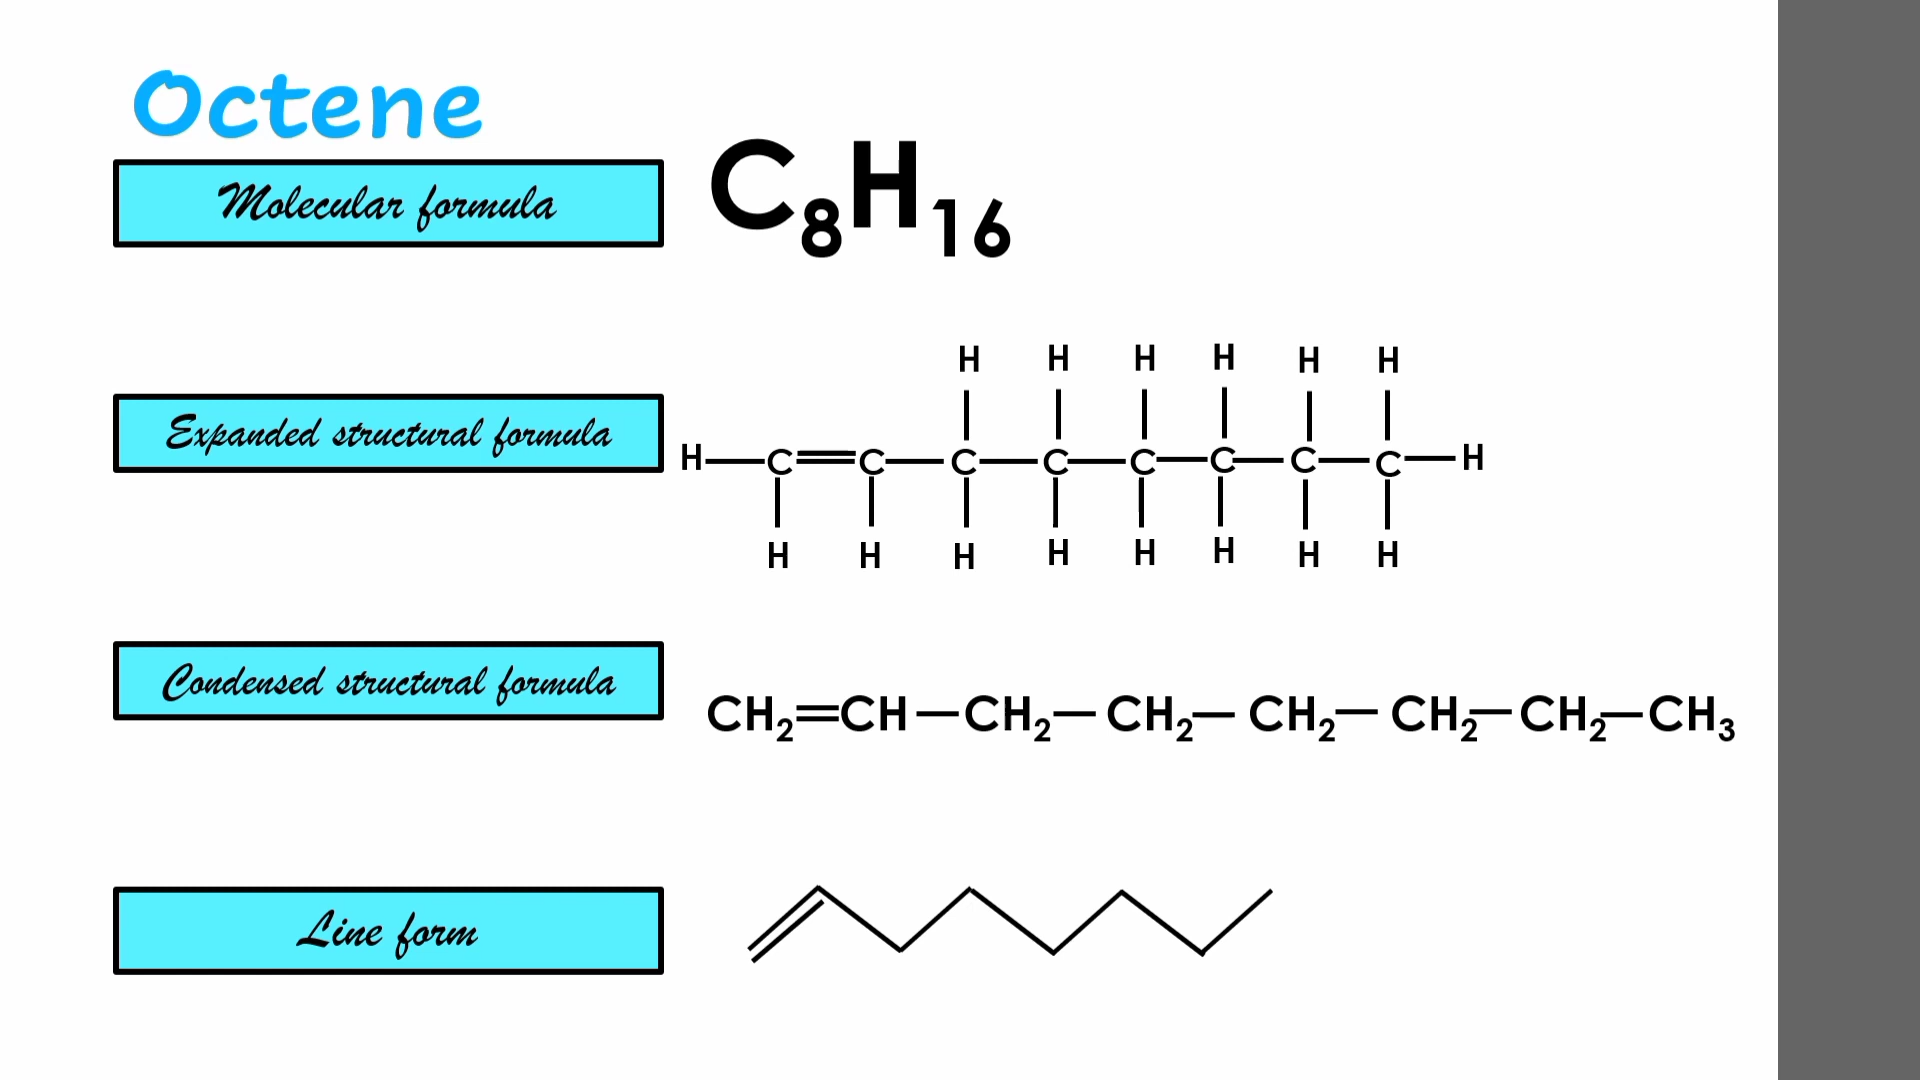 Octene
Molecular formula
C₈H₁₆
H H H H H H
Expanded structural formula
H—C=C—C—C—C—C—C—C—H
H H H H H H H H
Condensed structural formula
CH₂=CH—CH₂—CH₂—CH₂—CH₂—CH₂—CH₃
Line form